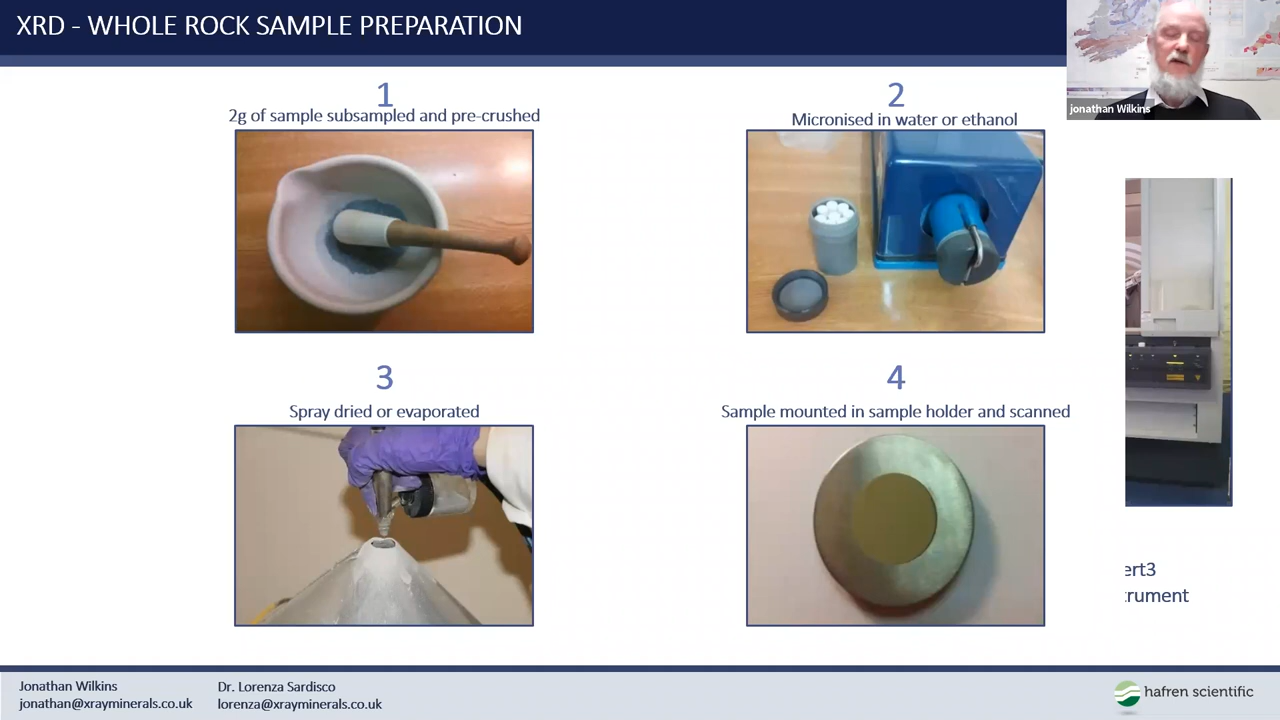 XRD - WHOLE ROCK SAMPLE PREPARATION
jonathan Wilkins
1
2g of sample subsampled and pre-crushed
2
Micronised in water or ethanol
3
Spray dried or evaporated
4
Sample mounted in sample holder and scanned
ert3
trument
Jonathan Wilkins
jonathan@xrayminerals.co.uk
Dr. Lorenza Sardisco
lorenza@xrayminerals.co.uk
hafren scientific